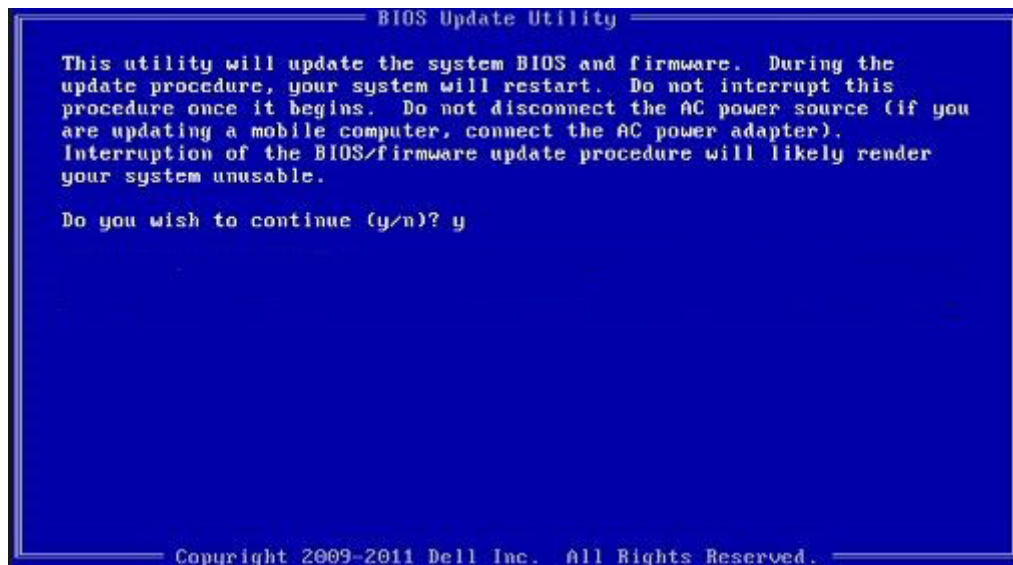 BIOS Update Utility
This utility will update the system BIOS and firmware. During the
update procedure, your system will restart. Do not interrupt this
procedure once it begins. Do not disconnect the AC power source (if you
are updating a mobile computer, connect the AC power adapter).
Interruption of the BIOS/firmware update procedure will likely render
your system unusable.
Do you wish to continue (y/n)? y
Copyright 2009-2011 Dell Inc. All Rights Reserved.